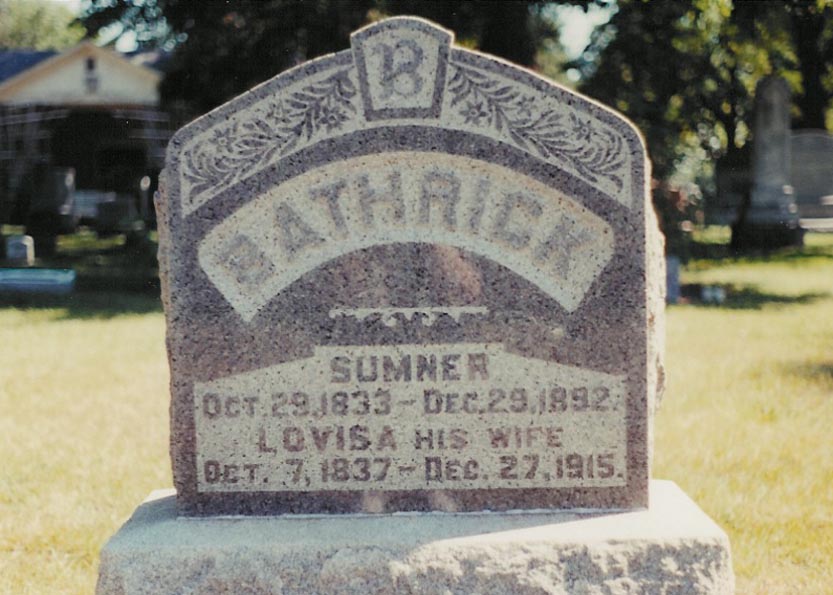 B
BATHRICK
SUMNER
OCT. 29, 1833 – DEC. 29, 1892.
LOVISA HIS WIFE
OCT. 7, 1837 – DEC. 27, 1915.